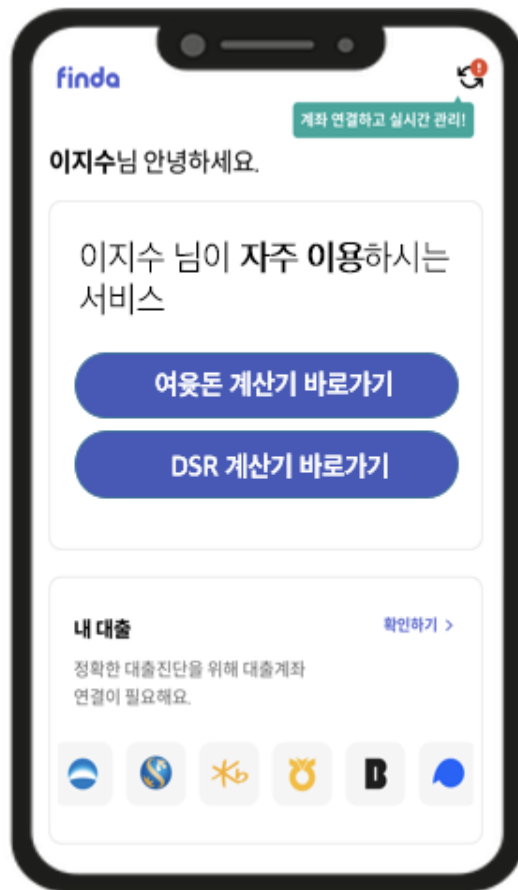 finda
계좌 연결하고 실시간 관리!
이지수님 안녕하세요.
이지수 님이 자주 이용하시는
서비스
여윳돈 계산기 바로가기
DSR 계산기 바로가기
내 대출
확인하기 >
정확한 대출진단을 위해 대출계좌
연결이 필요해요.